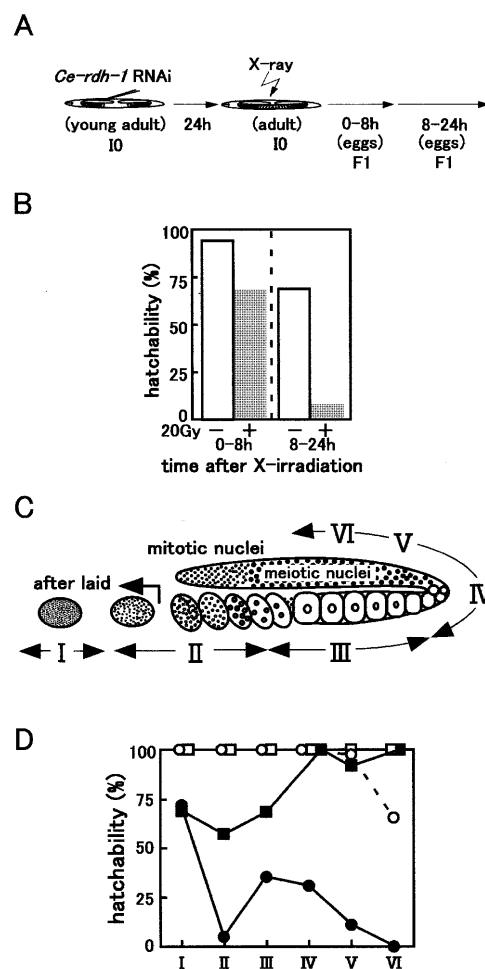 A
Ce-rdh-1 RNAi
X-ray
(young adult)
I0
24h
(adult)
I0
0-8h
(eggs)
F1
8-24h
(eggs)
F1
B
hatchability (%)
100
75
50
25
0
20Gy
− + − +
0-8h 8-24h
time after X-irradiation
C
mitotic nuclei
VI
V
meiotic nuclei
after laid
IV
I II III
D
hatchability (%)
100
75
50
25
0
I II III IV V VI